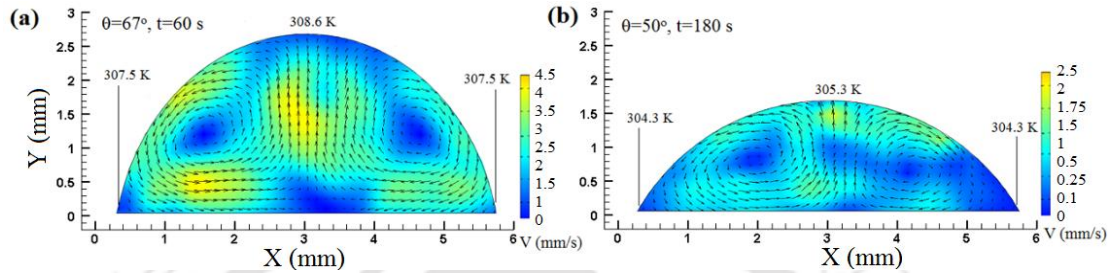 (a)
θ=67°, t=60 s
308.6 K
307.5 K
307.5 K
Y (mm)
3
2.5
2
1.5
1
0.5
0
0 1 2 3 4 5 6
X (mm)
4.5
4
3.5
3
2.5
2
1.5
1
0
V (mm/s)
(b)
θ=50°, t=180 s
305.3 K
304.3 K
304.3 K
3
2.5
2
1.5
1
0.5
0
0 1 2 3 4 5 6
X (mm)
2.5
2
1.75
1.5
1
0.5
0.1
0.25
0
V (mm/s)